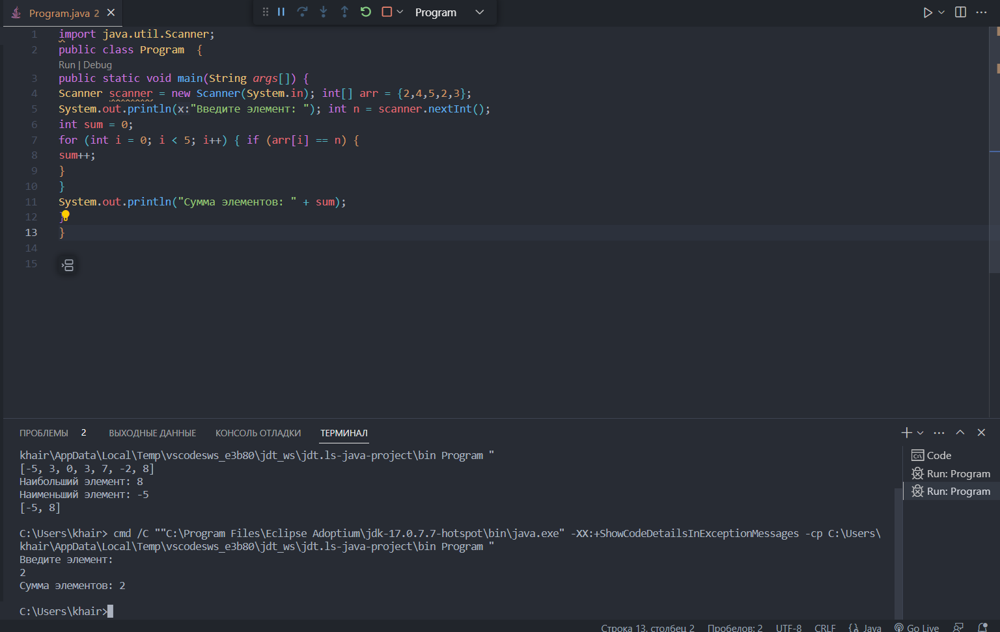 Program.java 2
Program
1 import java.util.Scanner;
2 public class Program  {
Run | Debug
3 public static void main(String args[]) {
4 Scanner scanner = new Scanner(System.in); int[] arr = {2,4,5,2,3};
5 System.out.println(x:"Введите элемент: "); int n = scanner.nextInt();
6 int sum = 0;
7 for (int i = 0; i < 5; i++) { if (arr[i] == n) {
8 sum++;
9 }
10 }
11 System.out.println("Сумма элементов: " + sum);
12 }
13 }
14
15
ПРОБЛЕМЫ 2 ВЫХОДНЫЕ ДАННЫЕ КОНСОЛЬ ОТЛАДКИ ТЕРМИНАЛ
khair\AppData\Local\Temp\vscodesws_e3b80\jdt_ws\jdt.ls-java-project\bin Program "
[-5, 3, 0, 3, 7, -2, 8]
Наибольший элемент: 8
Наименьший элемент: -5
[-5, 8]
C:\Users\khair> cmd /C ""C:\Program Files\Eclipse Adoptium\jdk-17.0.7.7-hotspot\bin\java.exe" -XX:+ShowCodeDetailsInExceptionMessages -cp C:\Users\
khair\AppData\Local\Temp\vscodesws_e3b80\jdt_ws\jdt.ls-java-project\bin Program "
Введите элемент:
2
Сумма элементов: 2
C:\Users\khair>
Code
Run: Program
Run: Program
Строка 13, столбец 2 Пробелов: 2 UTF-8 CRLF {} Java Go Live